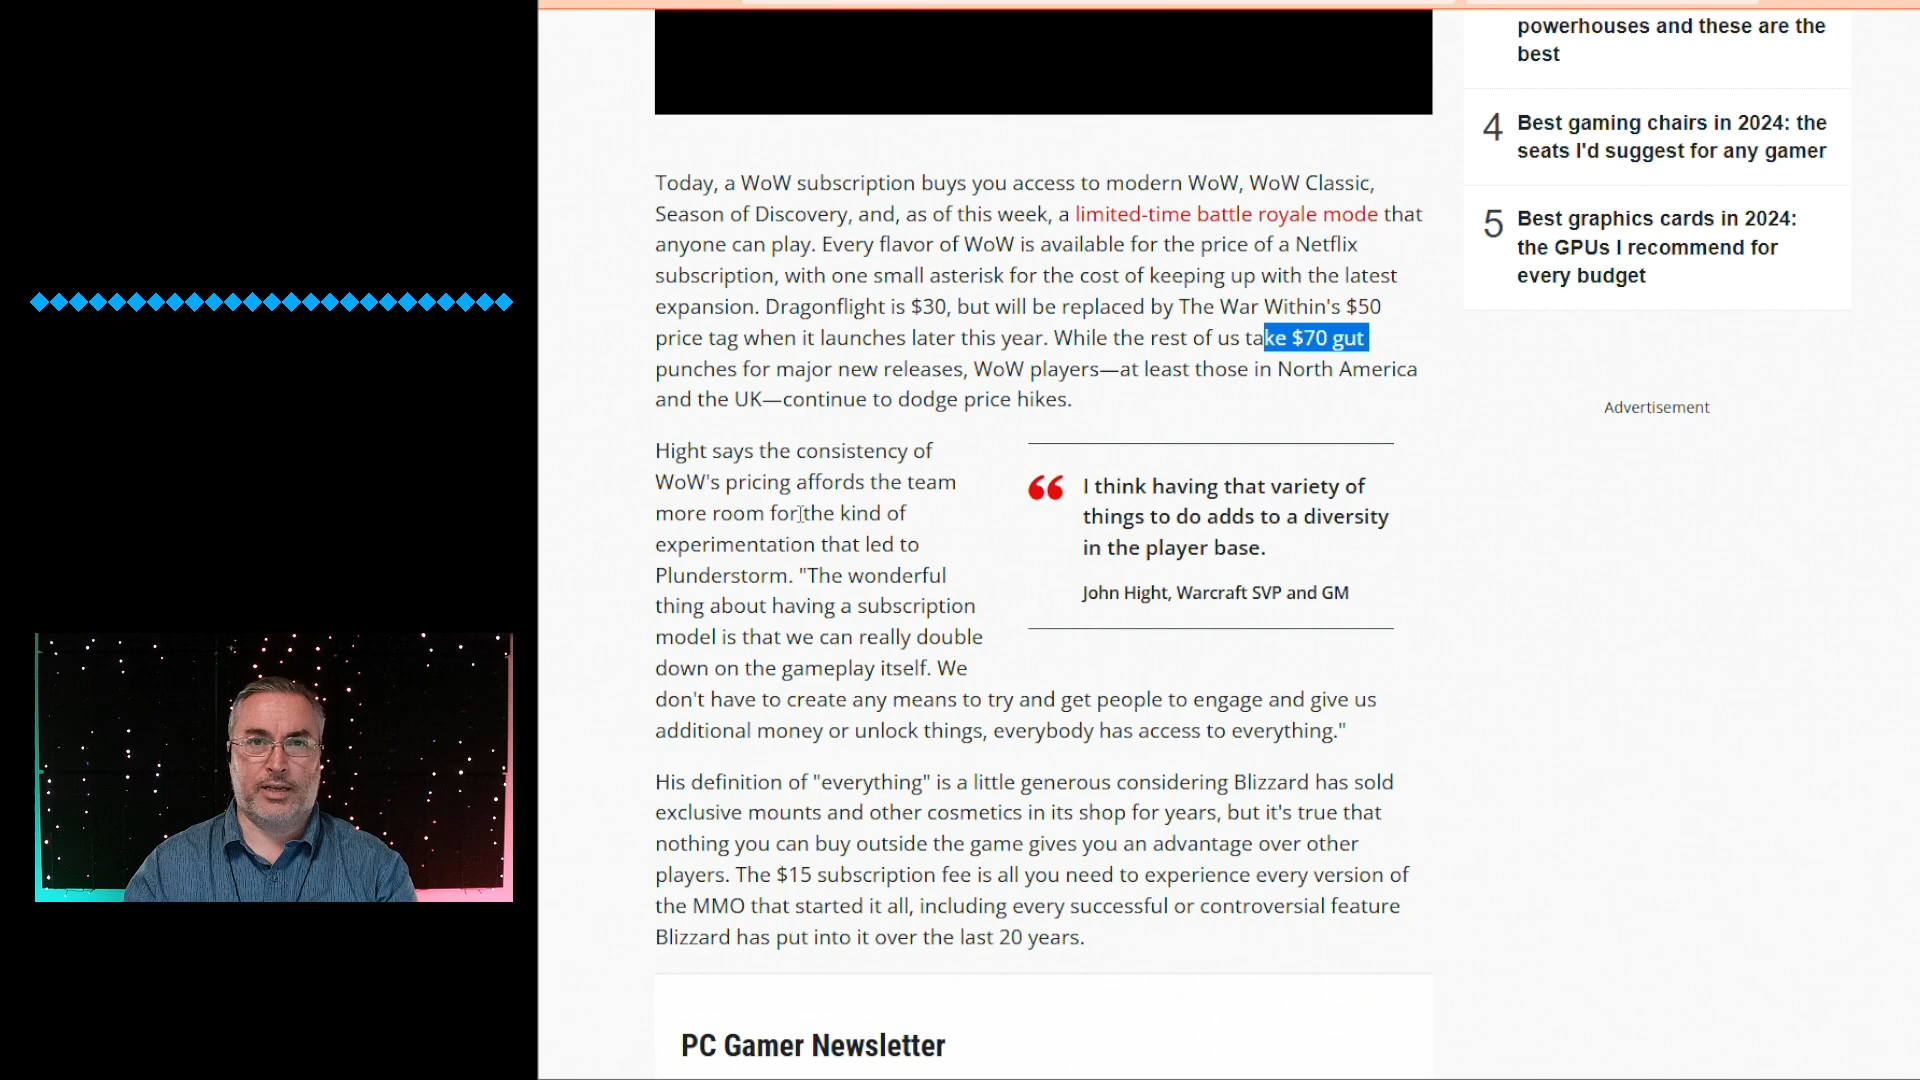 powerhouses and these are the
best
4 Best gaming chairs in 2024: the
seats I'd suggest for any gamer
5 Best graphics cards in 2024:
the GPUs I recommend for
every budget
Advertisement
Today, a WoW subscription buys you access to modern WoW, WoW Classic,
Season of Discovery, and, as of this week, a limited-time battle royale mode that
anyone can play. Every flavor of WoW is available for the price of a Netflix
subscription, with one small asterisk for the cost of keeping up with the latest
expansion. Dragonflight is $30, but will be replaced by The War Within's $50
price tag when it launches later this year. While the rest of us take $70 gut
punches for major new releases, WoW players—at least those in North America
and the UK—continue to dodge price hikes.
Hight says the consistency of
WoW's pricing affords the team
more room for the kind of
experimentation that led to
Plunderstorm. "The wonderful
thing about having a subscription
model is that we can really double
down on the gameplay itself. We
don't have to create any means to try and get people to engage and give us
additional money or unlock things, everybody has access to everything."
“ I think having that variety of
things to do adds to a diversity
in the player base.
John Hight, Warcraft SVP and GM
His definition of "everything" is a little generous considering Blizzard has sold
exclusive mounts and other cosmetics in its shop for years, but it's true that
nothing you can buy outside the game gives you an advantage over other
players. The $15 subscription fee is all you need to experience every version of
the MMO that started it all, including every successful or controversial feature
Blizzard has put into it over the last 20 years.
PC Gamer Newsletter